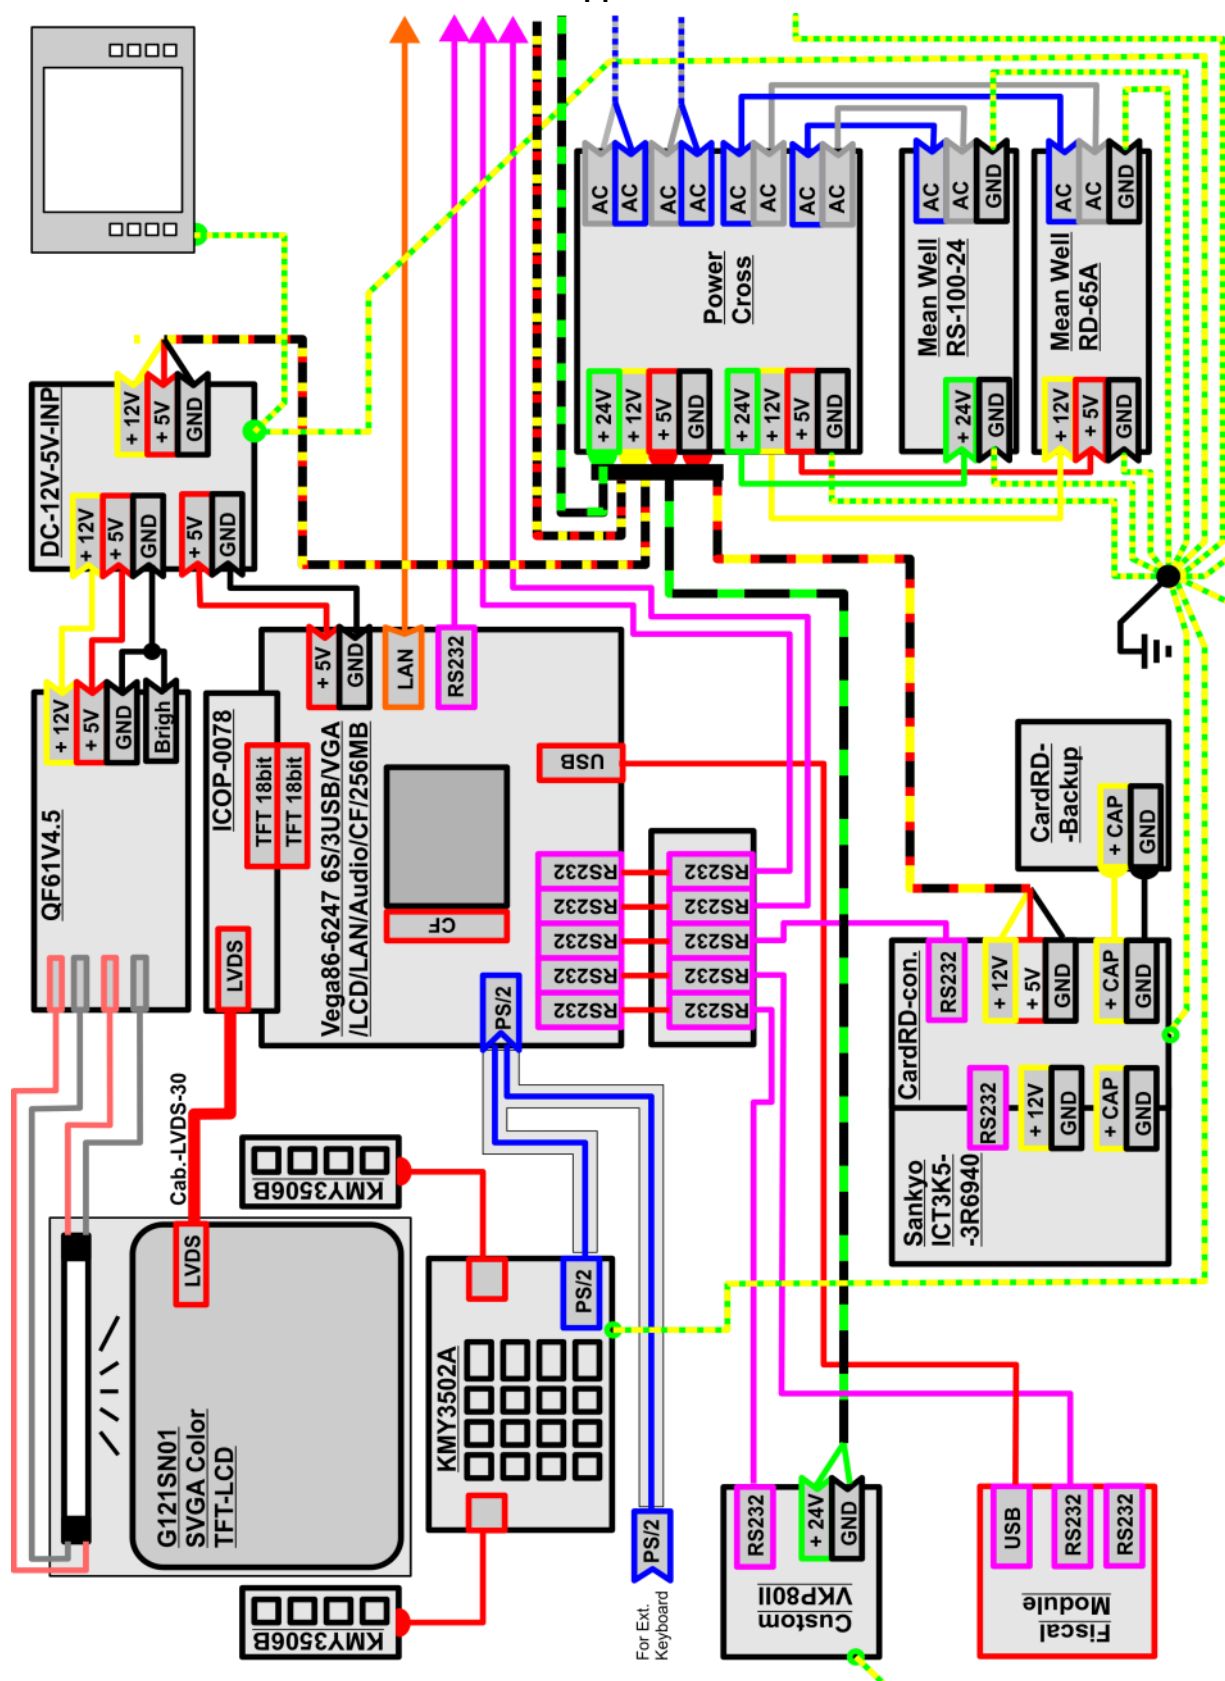 AC
AC
AC
AC
AC
AC
AC
AC
Power
Cross
+ 24V
+ 12V
+ 5V
GND
+ 24V
+ 12V
+ 5V
GND
AC
AC
GND
Mean Well
RS-100-24
+ 24V
GND
AC
AC
GND
Mean Well
RD-65A
+ 12V
+ 5V
GND
DC-12V-5V-INP
+ 12V
+ 5V
GND
+ 12V
+ 5V
GND
+ 5V
GND
QF61V4.5
+ 12V
+ 5V
GND
Brigh
ICOP-0078
TFT 18bit
TFT 18bit
LVDS
Vega86-6247 6S/3USB/VGA
/LCD/LAN/Audio/CF/256MB
+ 5V
GND
LAN
RS232
USB
CF
PS/2
RS232
RS232
RS232
RS232
RS232
RS232
RS232
RS232
RS232
RS232
CardRD-
-Backup
+ CAP
GND
CardRD-con.
RS232
+ 12V
+ 5V
GND
+ CAP
GND
RS232
+ 12V
GND
+ CAP
GND
Sankyo
ICT3K5-
-3R6940
Cab.-LVDS-30
LVDS
G121SN01
SVGA Color
TFT-LCD
KMY3506B
KMY3502A
PS/2
KMY3506B
PS/2
For Ext.
Keyboard
RS232
+ 24V
GND
Custom
VKP80II
USB
RS232
RS232
Fiscal
Module